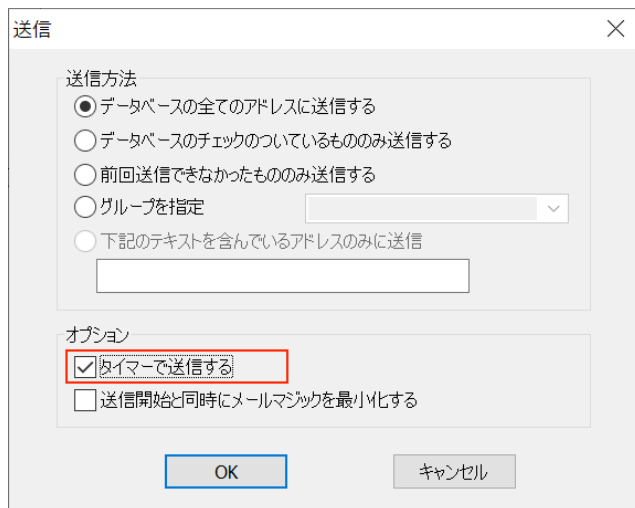 送信
送信方法
データベースの全てのアドレスに送信する
データベースのチェックのついているもののみ送信する
前回送信できなかったもののみ送信する
グループを指定
下記のテキストを含んでいるアドレスのみに送信
オプション
タイマーで送信する
送信開始と同時にメールマジックを最小化する
OK キャンセル